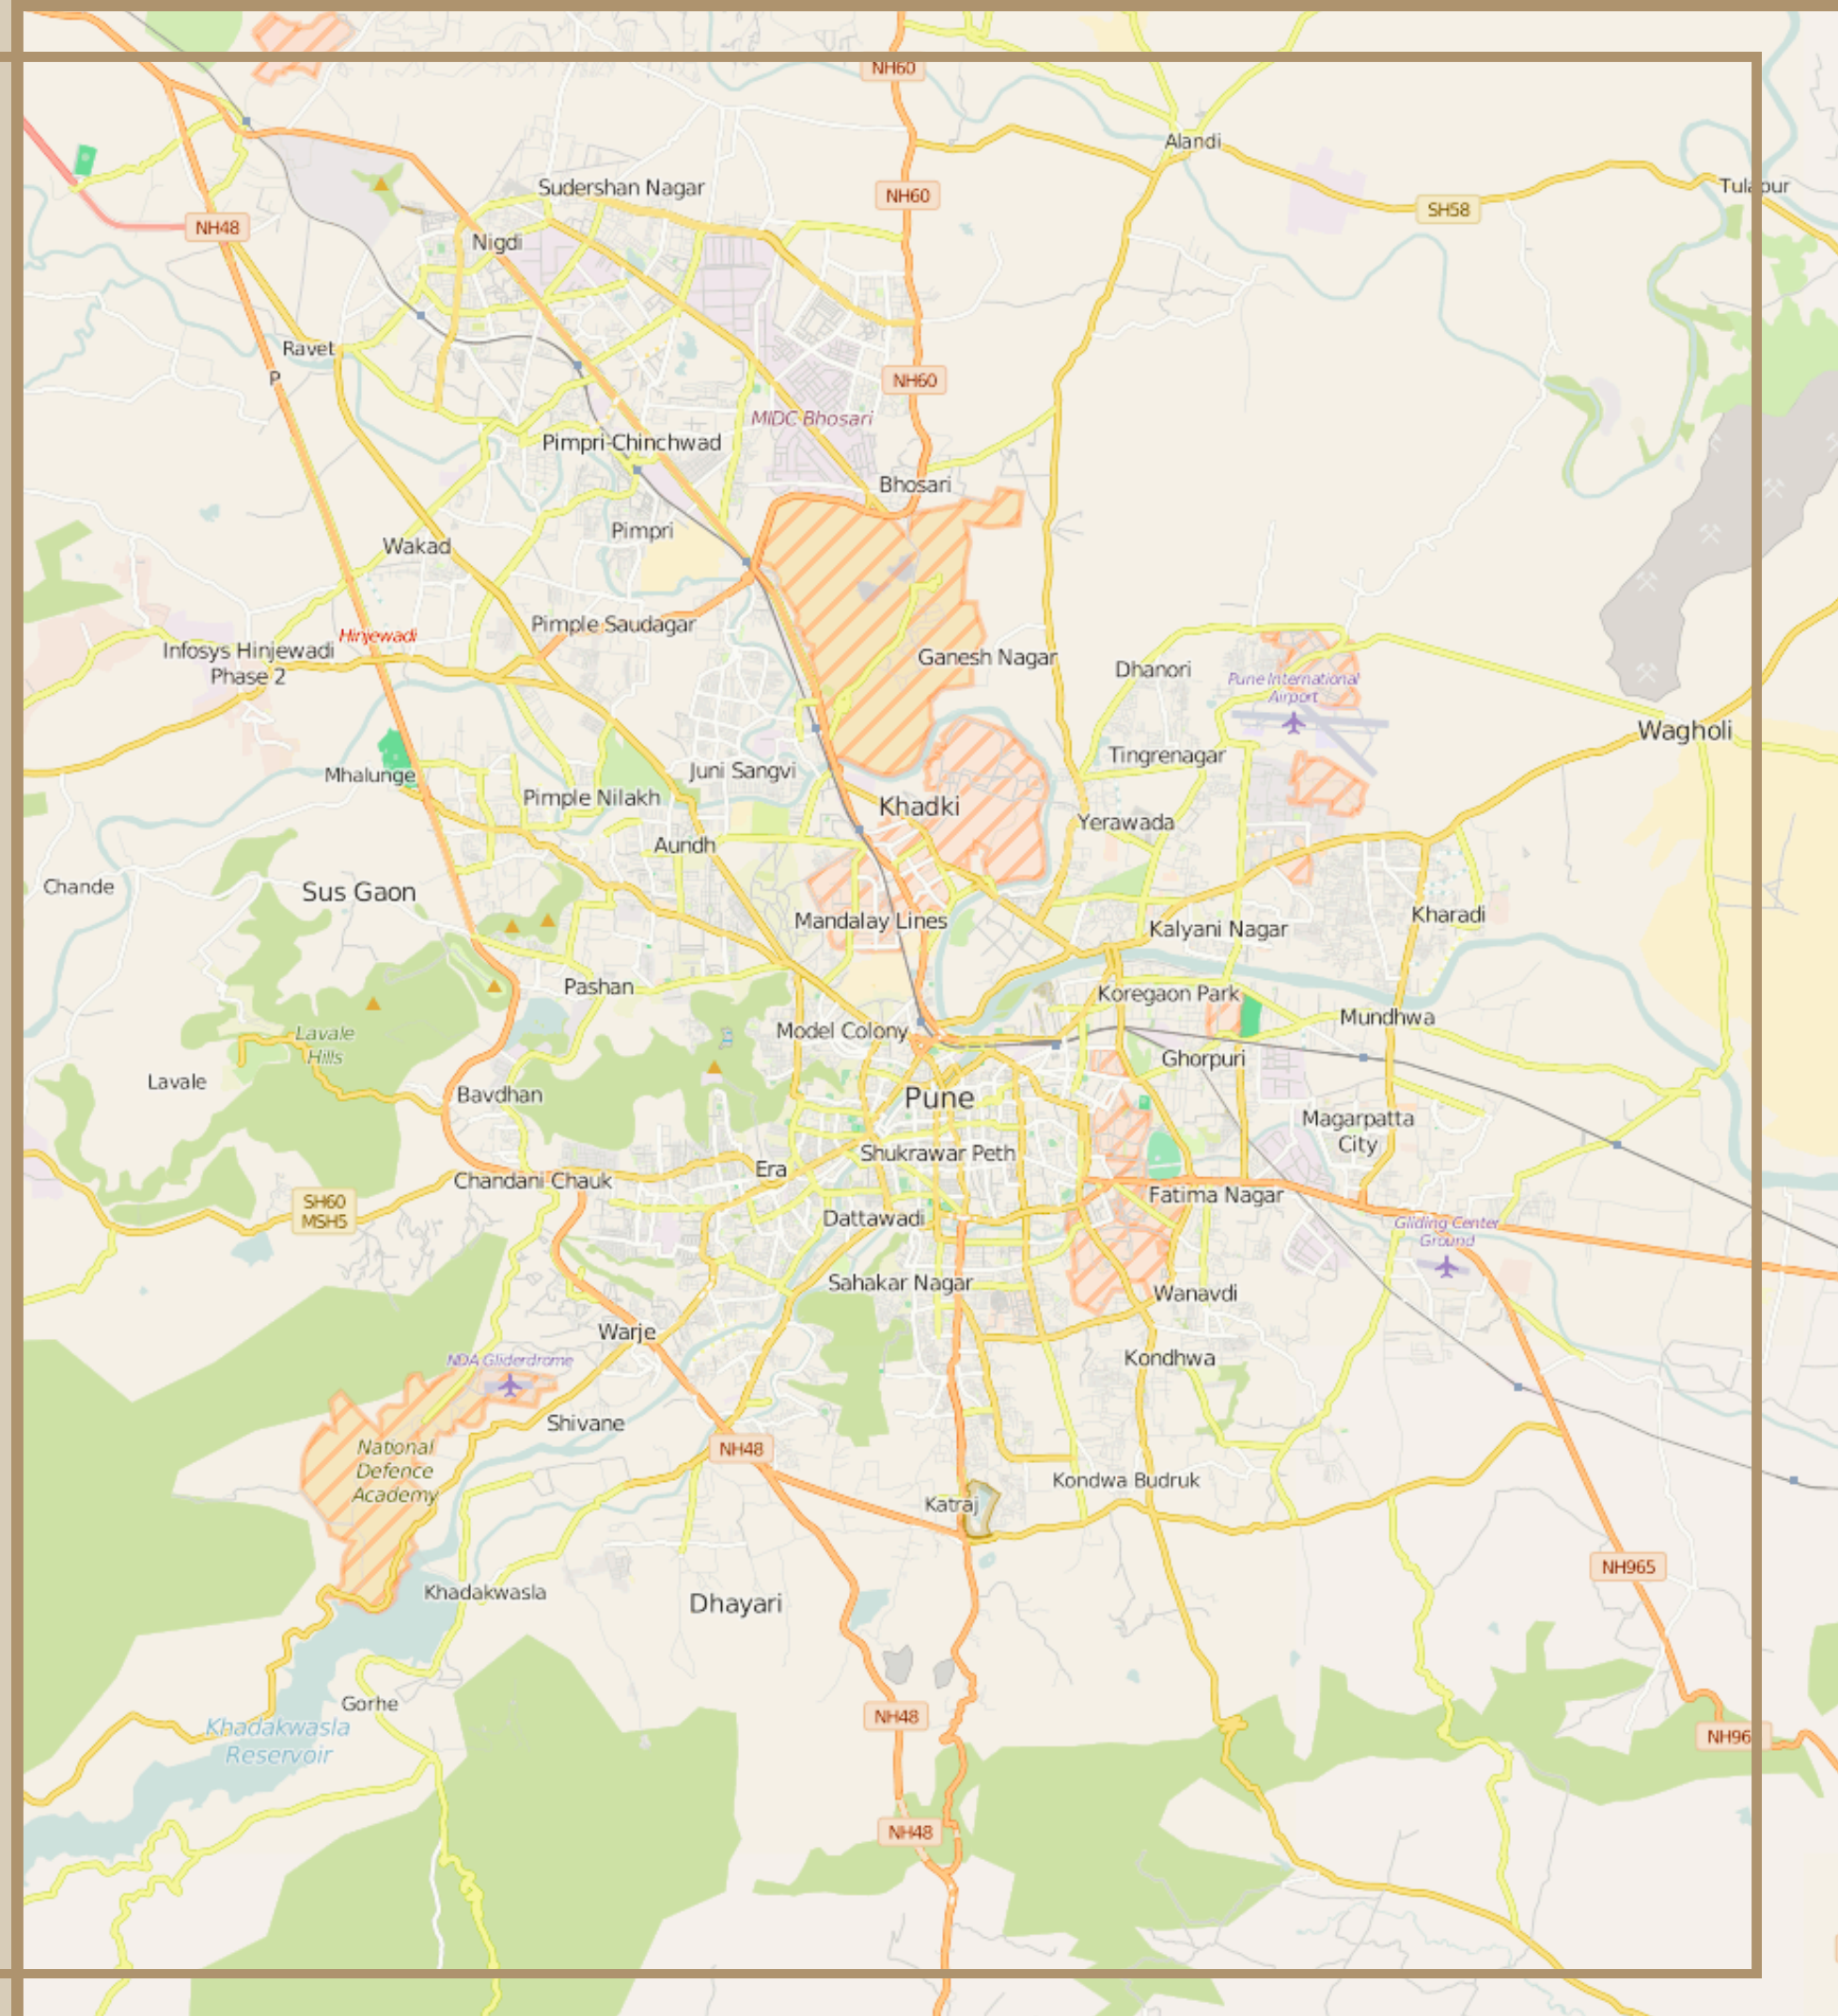 NH60
Alandi
Tulapur
Sudershan Nagar
NH60
SH58
NH48
Nigdi
Ravet
P
NH60
MIDC Bhosari
Pimpri-Chinchwad
Bhosari
Pimpri
Wakad
Pimple Saudagar
Hinjewadi
Infosys Hinjewadi
Phase 2
Ganesh Nagar
Dhanori
Pune International
Airport
Wagholi
Tingrenagar
Juni Sangvi
Mhalunge
Pimple Nilakh
Khadki
Yerawada
Aundh
Chande
Sus Gaon
Mandalay Lines
Kalyani Nagar
Kharadi
Pashan
Koregaon Park
Mundhwa
Model Colony
Lavale
Hills
Ghorpuri
Lavale
Bavdhan
Pune
Magarpatta
City
Shukrawar Peth
Era
Chandani Chauk
Fatima Nagar
SH60
MSH5
Dattawadi
Gliding Center
Ground
Sahakar Nagar
Wanavdi
Warje
NDA Gliderdrome
Kondhwa
Shivane
National
Defence
Academy
NH48
Kondwa Budruk
Katraj
NH965
Khadakwasla
Dhayari
Gorhe
NH48
Khadakwasla
Reservoir
NH96
NH48